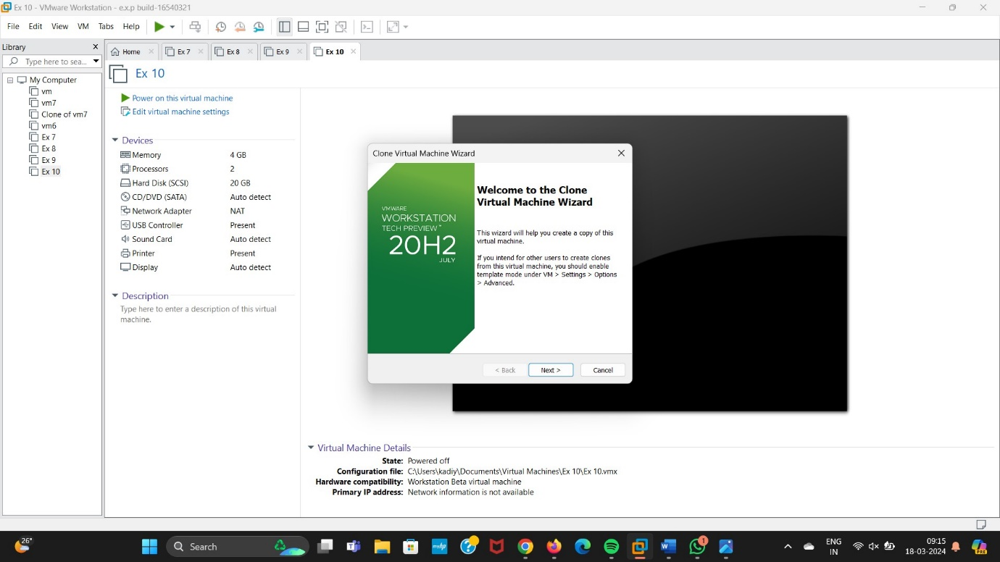 Ex 10 - VMware Workstation - e.x.p build-16540321
File Edit View VM Tabs Help
Library
Type here to sea...
My Computer
vm
vm7
Clone of vm7
vm6
Ex 7
Ex 8
Ex 9
Ex 10
Home Ex 7 Ex 8 Ex 9 Ex 10
Ex 10
Power on this virtual machine
Edit virtual machine settings
Devices
Memory 4 GB
Processors 2
Hard Disk (SCSI) 20 GB
CD/DVD (SATA) Auto detect
Network Adapter NAT
USB Controller Present
Sound Card Auto detect
Printer Present
Display Auto detect
Description
Type here to enter a description of this virtual
machine.
Clone Virtual Machine Wizard
VMWARE
WORKSTATION
TECH PREVIEW™
20H2
JULY
Welcome to the Clone
Virtual Machine Wizard
This wizard will help you create a copy of this
virtual machine.
If you intend for other users to create clones
from this virtual machine, you should enable
template mode under VM > Settings > Options
> Advanced.
< Back Next > Cancel
Virtual Machine Details
State: Powered off
Configuration file: C:\Users\kadiy\Documents\Virtual Machines\Ex 10\Ex 10.vmx
Hardware compatibility: Workstation Beta virtual machine
Primary IP address: Network information is not available
26°
Search
myhp
1
ENG
IN
09:15
18-03-2024
PRE